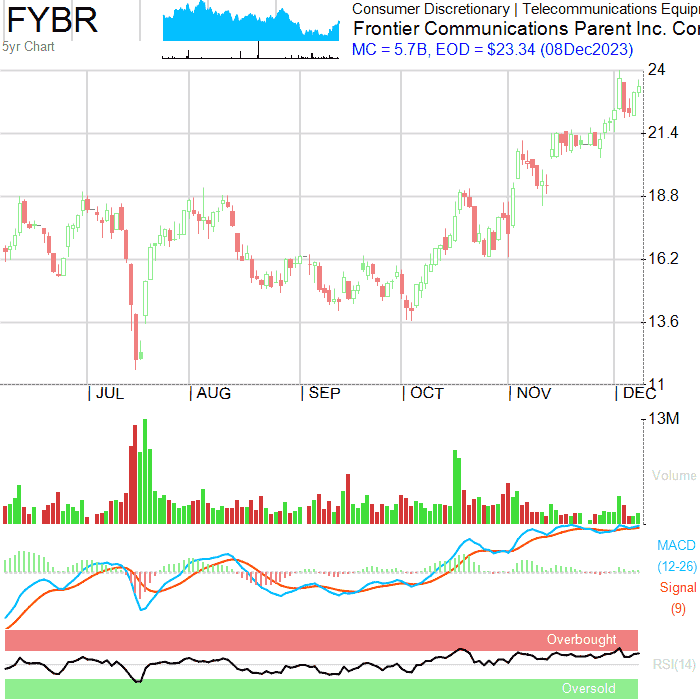 FYBR
5yr Chart
Consumer Discretionary | Telecommunications Equip
Frontier Communications Parent Inc. Cor
MC = 5.7B, EOD = $23.34 (08Dec2023)
24
21.4
18.8
16.2
13.6
11
| JUL | AUG | SEP | OCT | NOV | DEC
13M
Volume
MACD
(12-26)
Signal
(9)
Overbought
RSI(14)
Oversold